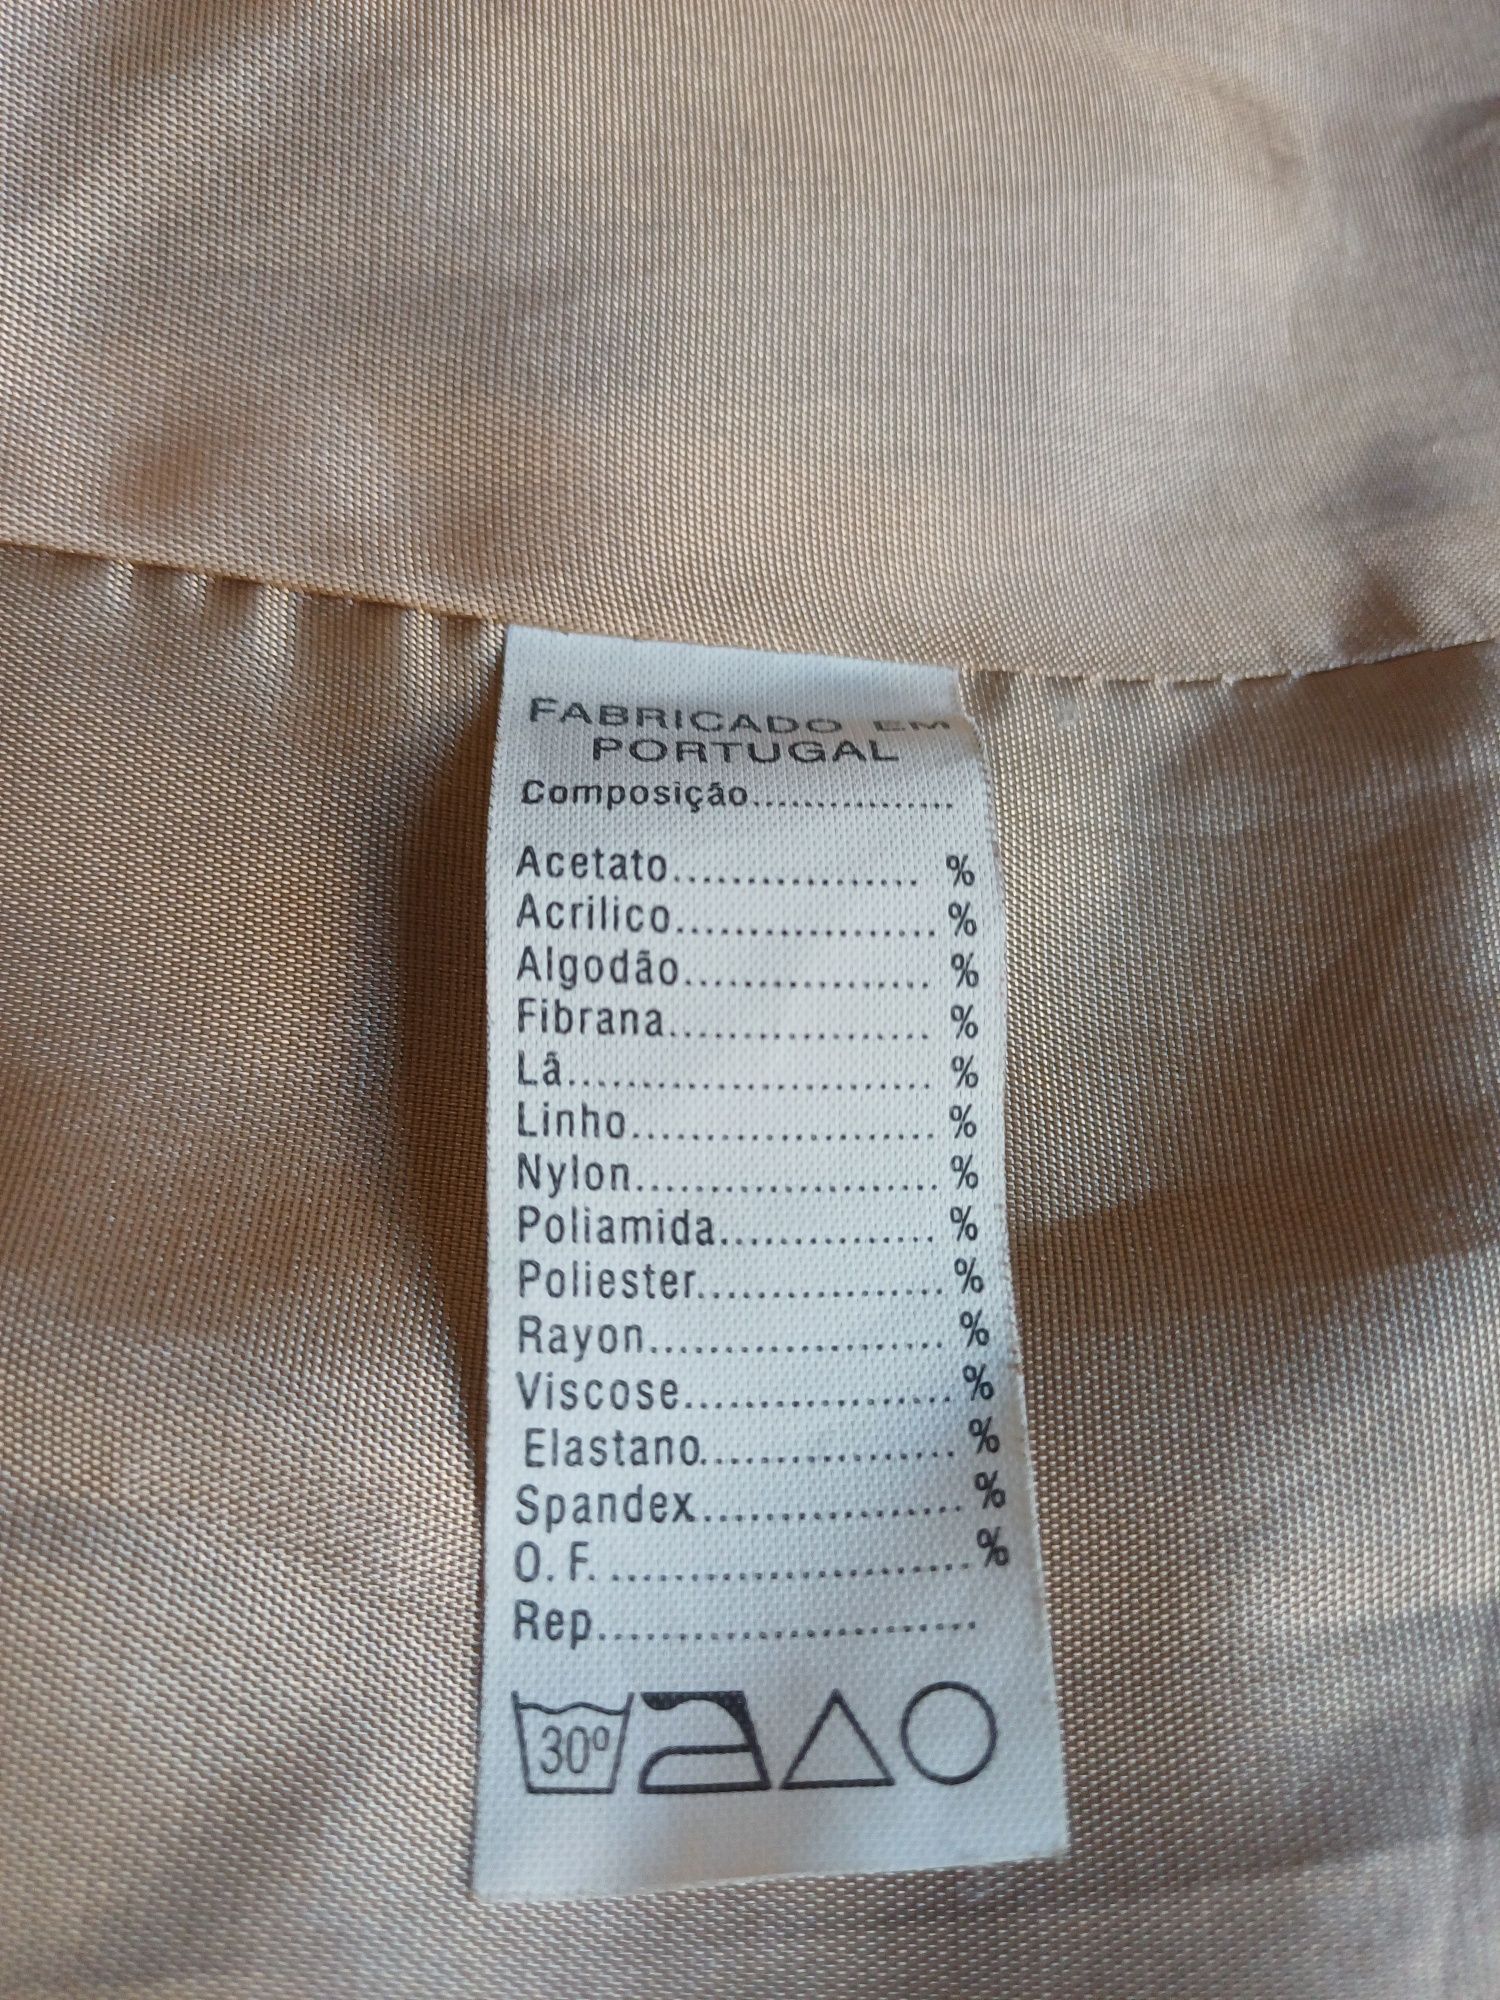 FABRICADO EM
PORTUGAL
Composição................
Acetato................. %
Acrilico.................. %
Algodão................. %
Fibrana.................. %
Lã......................... %
Linho..................... %
Nylon..................... %
Poliamida............... %
Poliester................. %
Rayon.................... %
Viscose.................. %
Elastano................. %
Spandex.................. %
O. F. ........................ %
Rep..........................
30º